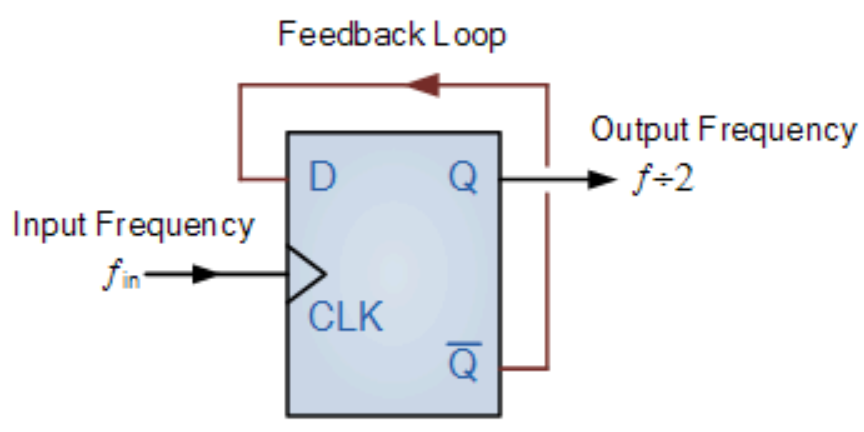 Feedback Loop
Output Frequency
D
Q
f÷2
Input Frequency
fin
CLK
Q̅